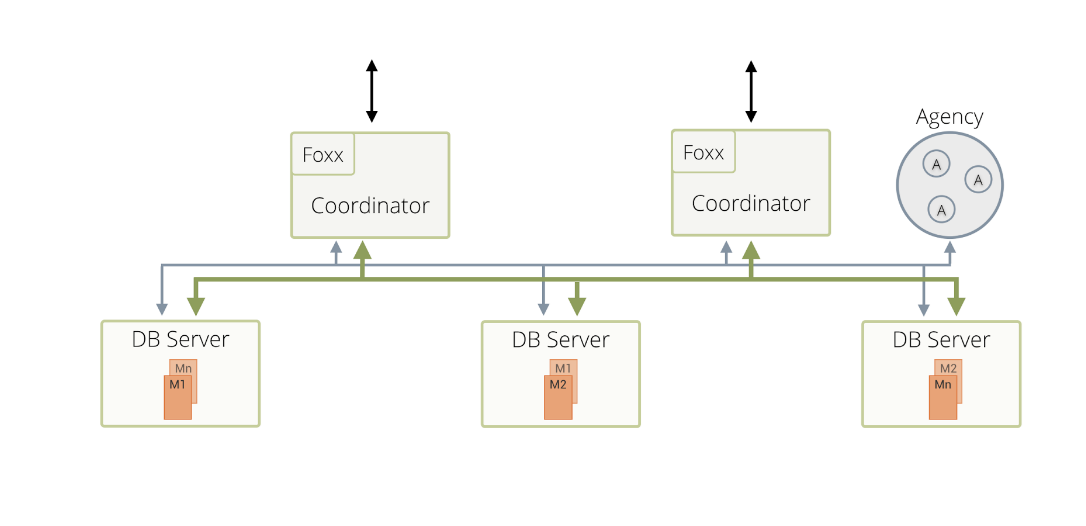 Agency
Foxx
Coordinator
Foxx
Coordinator
A
A
A
DB Server
Mn
M1
DB Server
M1
M2
DB Server
M2
Mn